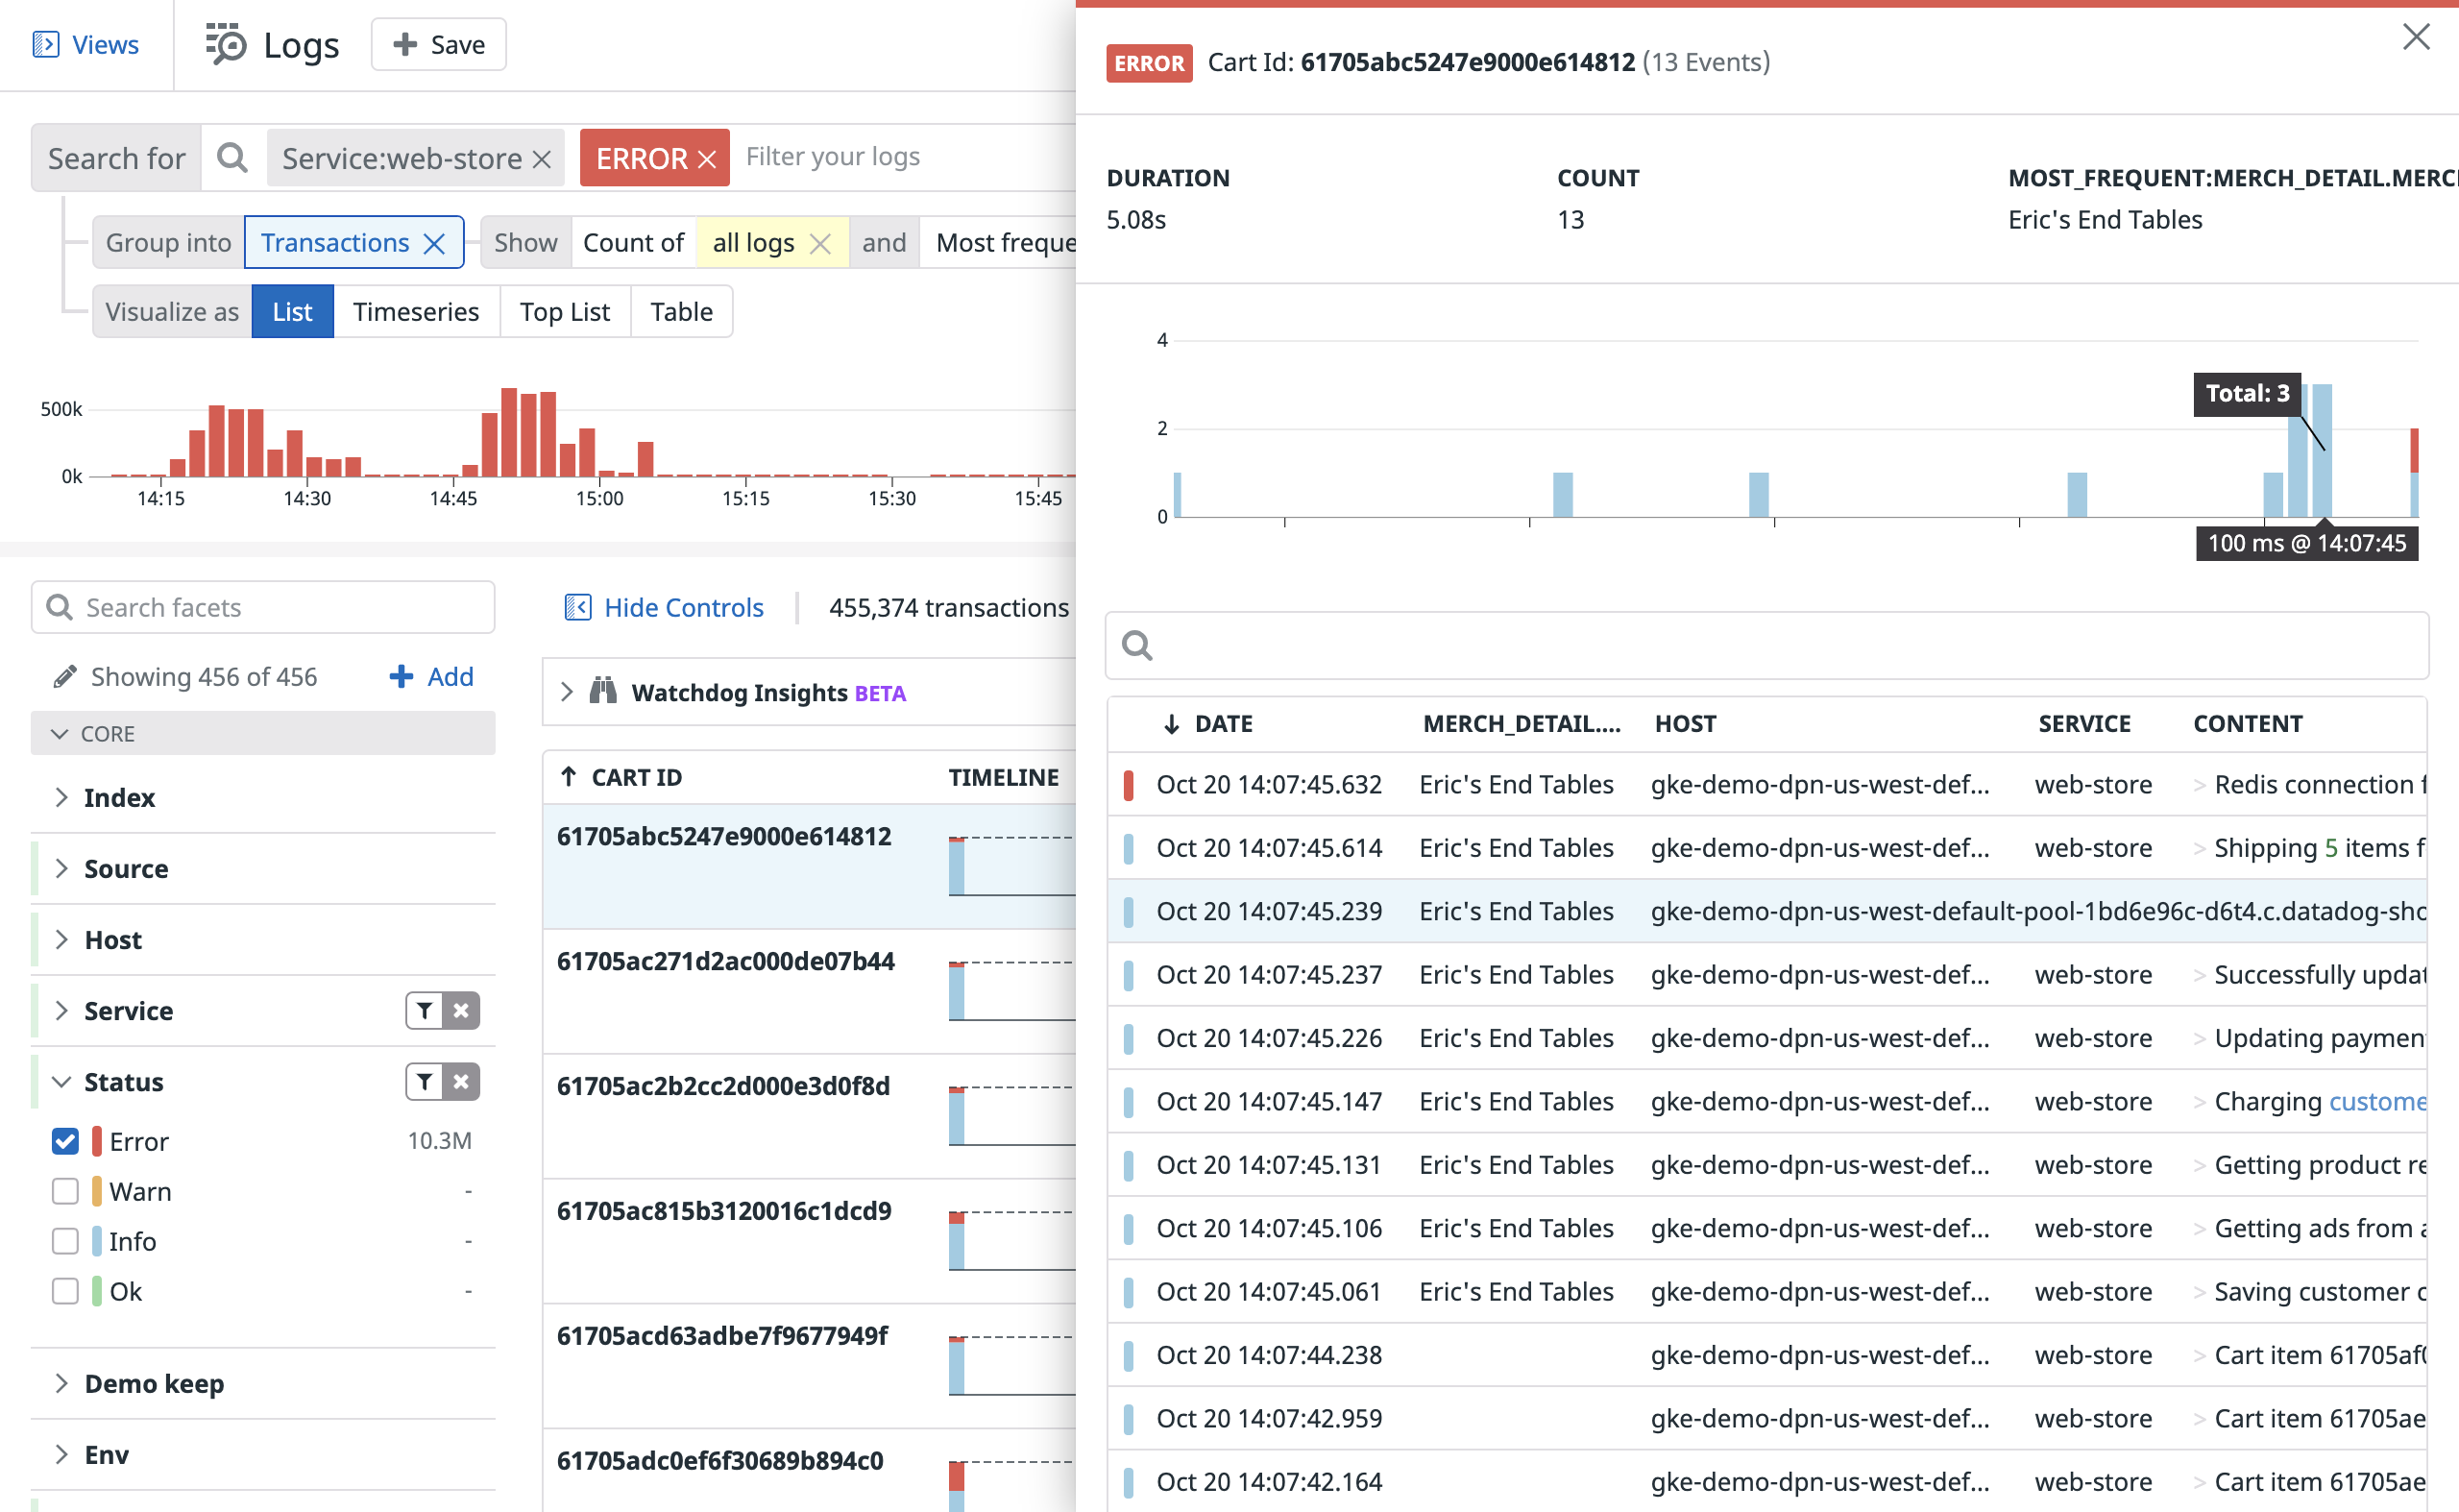 Views
Logs
Save
Search for
Service:web-store
ERROR
Filter your logs
Group into
Transactions
Show
Count of
all logs
and
Most freque
Visualize as
List
Timeseries
Top List
Table
500k
0k
14:15
14:30
14:45
15:00
15:15
15:30
15:45
Search facets
Showing 456 of 456
Add
CORE
Index
Source
Host
Service
Status
Error 10.3M
Warn -
Info -
Ok -
Demo keep
Env
Hide Controls
455,374 transactions
Watchdog Insights BETA
CART ID TIMELINE
61705abc5247e9000e614812
61705ac271d2ac000de07b44
61705ac2b2cc2d000e3d0f8d
61705ac815b3120016c1dcd9
61705acd63adbe7f9677949f
61705adc0ef6f30689b894c0
ERROR Cart Id: 61705abc5247e9000e614812 (13 Events)
DURATION
5.08s
COUNT
13
MOST_FREQUENT:MERCH_DETAIL.MERC
Eric's End Tables
4
2
0
Total: 3
100 ms @ 14:07:45
DATE MERCH_DETAIL.... HOST SERVICE CONTENT
Oct 20 14:07:45.632 Eric's End Tables gke-demo-dpn-us-west-def... web-store > Redis connection f
Oct 20 14:07:45.614 Eric's End Tables gke-demo-dpn-us-west-def... web-store > Shipping 5 items f
Oct 20 14:07:45.239 Eric's End Tables gke-demo-dpn-us-west-default-pool-1bd6e96c-d6t4.c.datadog-sho
Oct 20 14:07:45.237 Eric's End Tables gke-demo-dpn-us-west-def... web-store > Successfully updat
Oct 20 14:07:45.226 Eric's End Tables gke-demo-dpn-us-west-def... web-store > Updating paymen
Oct 20 14:07:45.147 Eric's End Tables gke-demo-dpn-us-west-def... web-store > Charging custome
Oct 20 14:07:45.131 Eric's End Tables gke-demo-dpn-us-west-def... web-store > Getting product re
Oct 20 14:07:45.106 Eric's End Tables gke-demo-dpn-us-west-def... web-store > Getting ads from a
Oct 20 14:07:45.061 Eric's End Tables gke-demo-dpn-us-west-def... web-store > Saving customer c
Oct 20 14:07:44.238 gke-demo-dpn-us-west-def... web-store > Cart item 61705af0
Oct 20 14:07:42.959 gke-demo-dpn-us-west-def... web-store > Cart item 61705ae
Oct 20 14:07:42.164 gke-demo-dpn-us-west-def... web-store > Cart item 61705ae